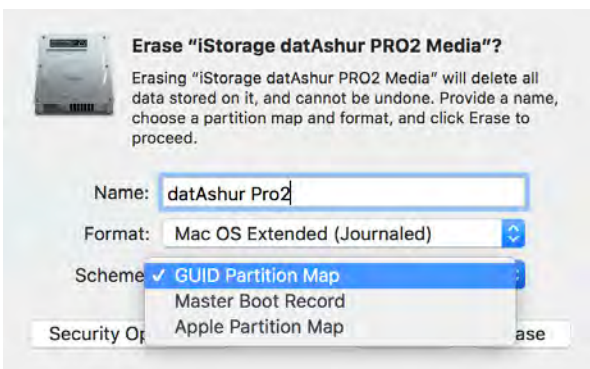 Erase “iStorage datAshur PRO2 Media”?
Erasing “iStorage datAshur PRO2 Media” will delete all
data stored on it, and cannot be undone. Provide a name,
choose a partition map and format, and click Erase to
proceed.
Name: datAshur Pro2
Format: Mac OS Extended (Journaled)
Scheme ✓ GUID Partition Map
Master Boot Record
Apple Partition Map
Security Op ase